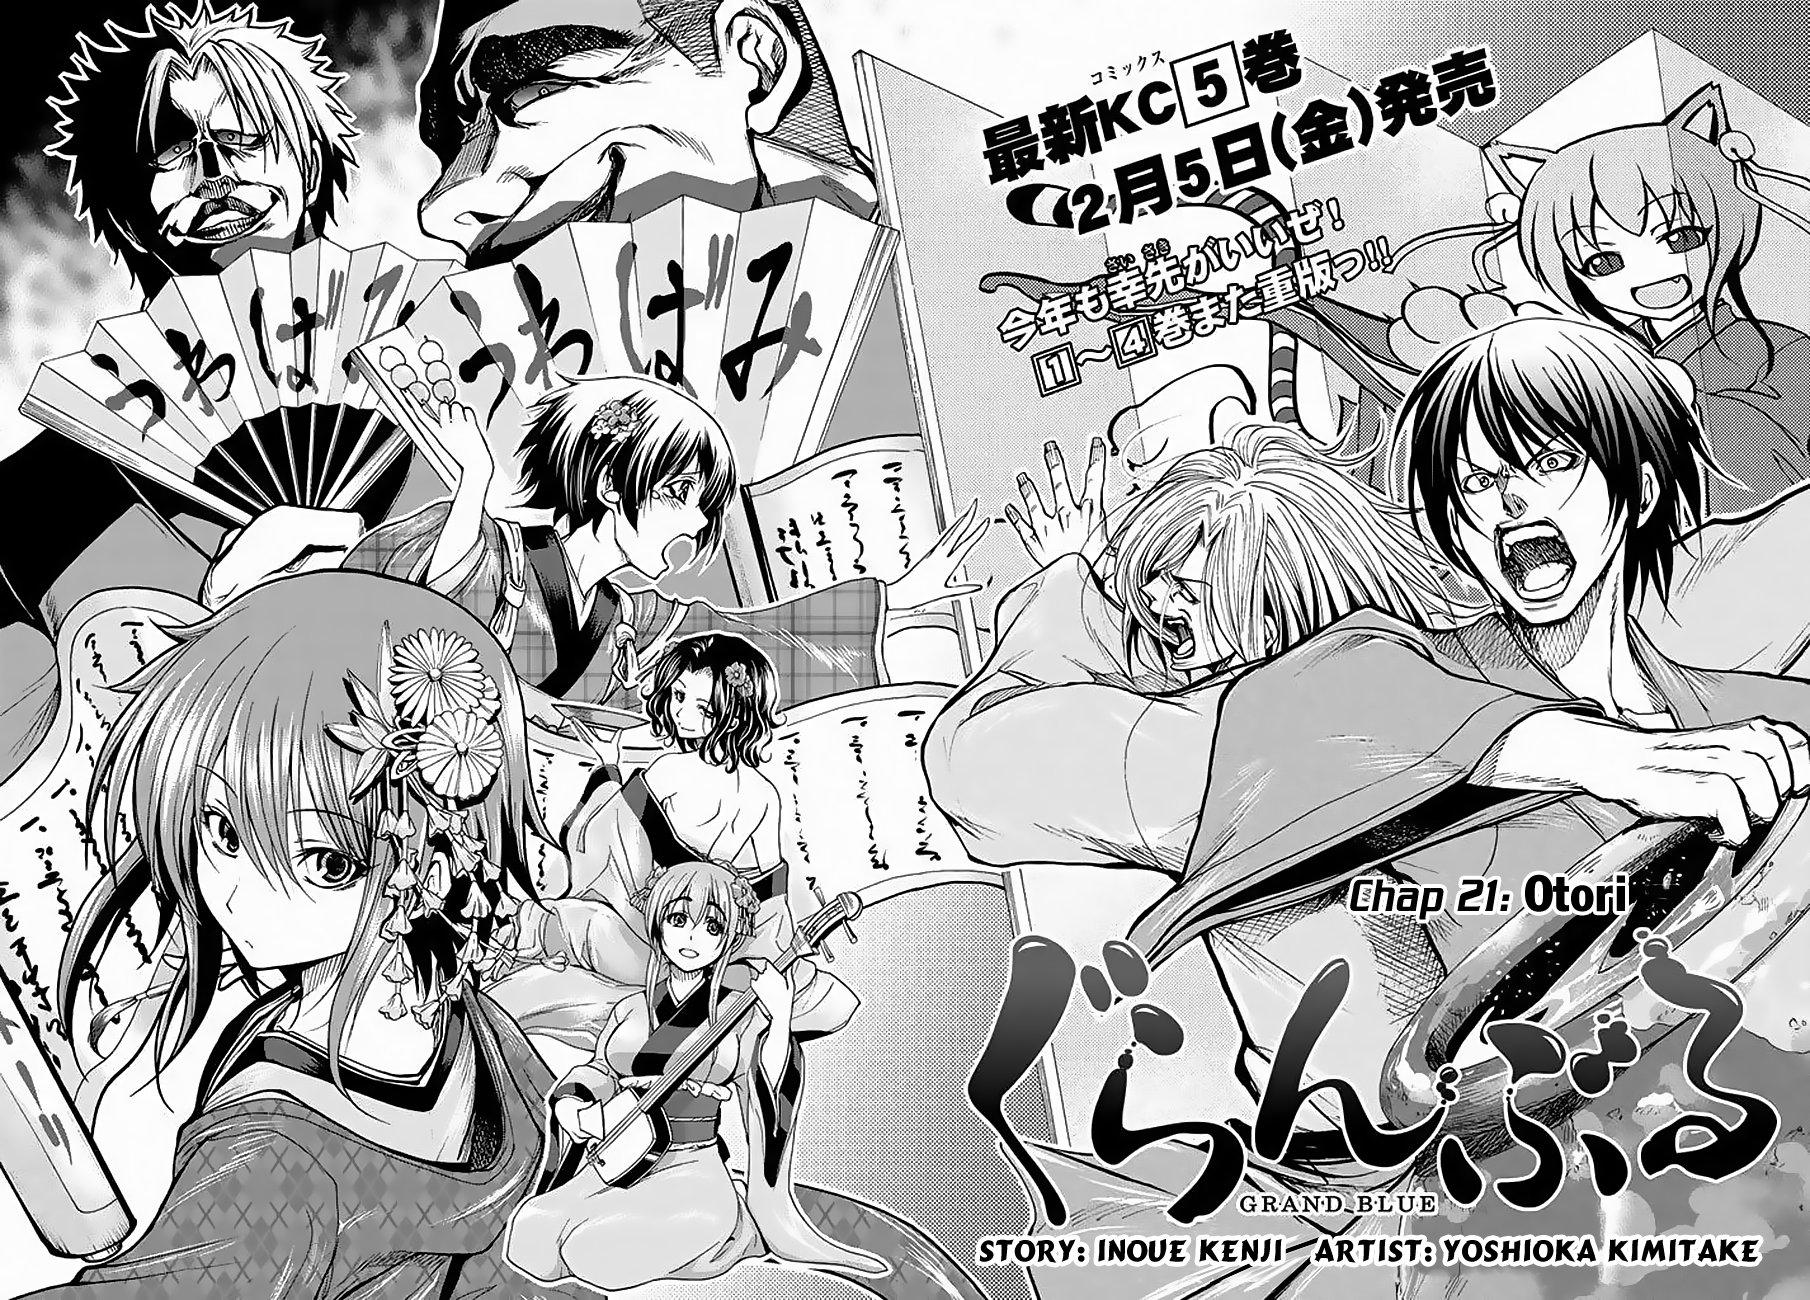 コミックス
最新KC5巻
2月5日(金)発売
さいさき
今年も幸先がいいぜ!
1〜4巻また重版っ!!
うわばみ
うわばみ
Chap 21: Otori
ぐらんぶる
GRAND BLUE
STORY: INOUE KENJI ARTIST: YOSHIOKA KIMITAKE